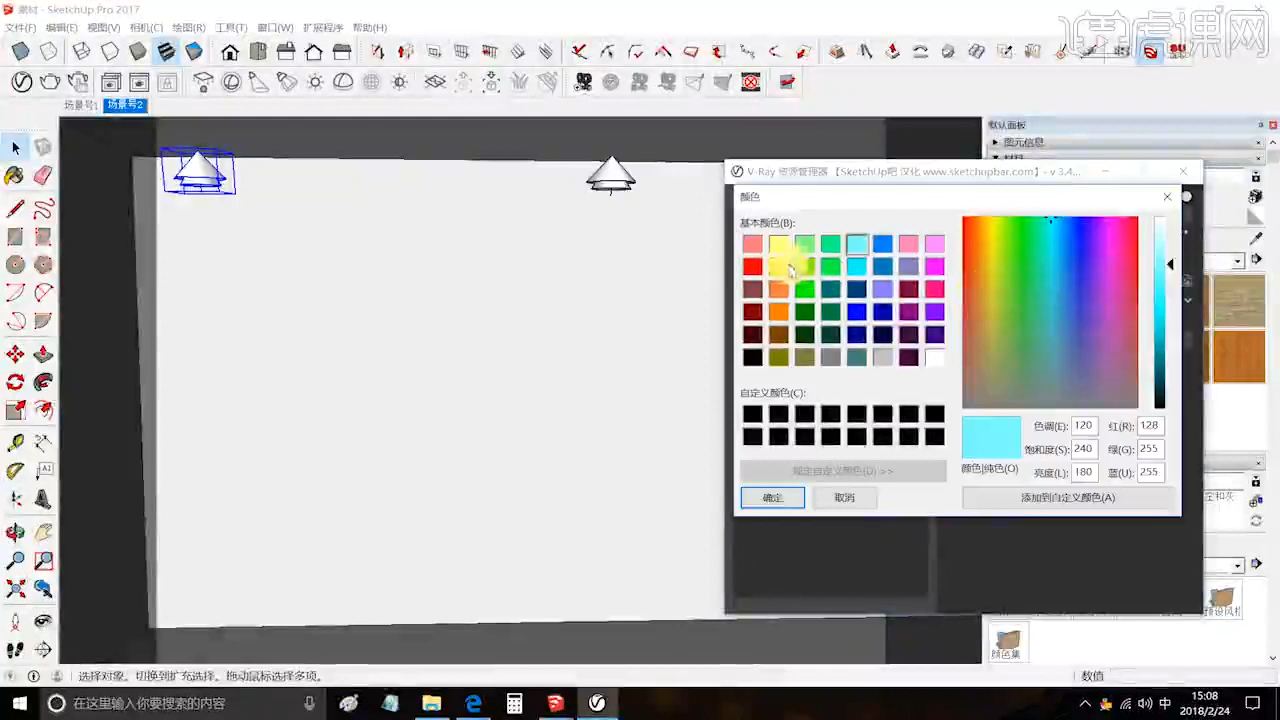 素材 - SketchUp Pro 2017
虎课网
文件(F) 编辑(E) 视图(V) 相机(C) 绘图(R) 工具(T) 窗口(W) 扩展程序 帮助(H)
场景号1 场景号2
默认面板
图元信息
材料
V-Ray 资源管理器 【SketchUp吧 汉化 www.sketchupbar.com】- v 3.4...
颜色
基本颜色(B):
自定义颜色(C):
规定自定义颜色(D) >>
确定 取消
色调(E): 120 红(R): 128
饱和度(S): 240 绿(G): 255
颜色|纯色(O) 亮度(L): 180 蓝(U): 255
添加到自定义颜色(A)
颜色集
选择对象。切换到扩充选择。拖动鼠标选择多项。
数值
在这里输入你要搜索的内容
中
15:08
2018/2/24